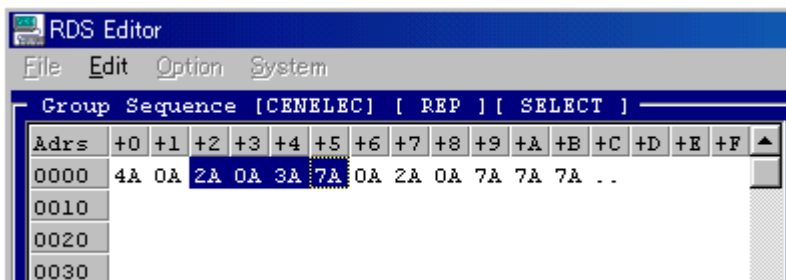 RDS Editor
File Edit Option System
Group Sequence [CENELEC] [ REP ][ SELECT ]
Adrs +0 +1 +2 +3 +4 +5 +6 +7 +8 +9 +A +B +C +D +E +F
0000 4A 0A 2A 0A 3A 7A 0A 2A 0A 7A 7A 7A ..
0010
0020
0030